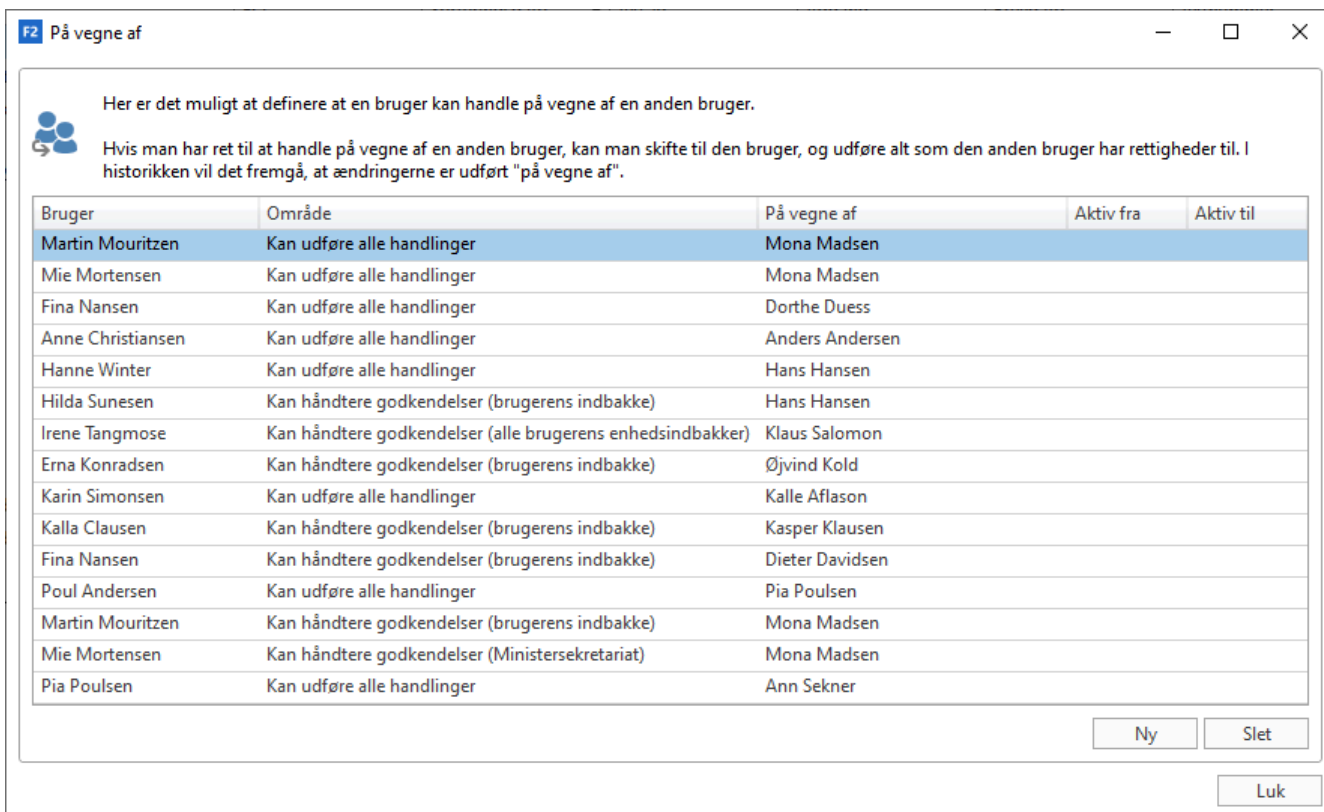 F2 På vegne af
Her er det muligt at definere at en bruger kan handle på vegne af en anden bruger.
Hvis man har ret til at handle på vegne af en anden bruger, kan man skifte til den bruger, og udføre alt som den anden bruger har rettigheder til. I
historikken vil det fremgå, at ændringerne er udført "på vegne af".
Bruger Område På vegne af Aktiv fra Aktiv til
Martin Mouritzen Kan udføre alle handlinger Mona Madsen
Mie Mortensen Kan udføre alle handlinger Mona Madsen
Fina Nansen Kan udføre alle handlinger Dorthe Duess
Anne Christiansen Kan udføre alle handlinger Anders Andersen
Hanne Winter Kan udføre alle handlinger Hans Hansen
Hilda Sunesen Kan håndtere godkendelser (brugerens indbakke) Hans Hansen
Irene Tangmose Kan håndtere godkendelser (alle brugerens enhedsindbakker) Klaus Salomon
Erna Konradsen Kan håndtere godkendelser (brugerens indbakke) Øjvind Kold
Karin Simonsen Kan udføre alle handlinger Kalle Aflason
Kalla Clausen Kan håndtere godkendelser (brugerens indbakke) Kasper Klausen
Fina Nansen Kan håndtere godkendelser (brugerens indbakke) Dieter Davidsen
Poul Andersen Kan udføre alle handlinger Pia Poulsen
Martin Mouritzen Kan håndtere godkendelser (brugerens indbakke) Mona Madsen
Mie Mortensen Kan håndtere godkendelser (Ministersekretariat) Mona Madsen
Pia Poulsen Kan udføre alle handlinger Ann Sekner
Ny Slet
Luk